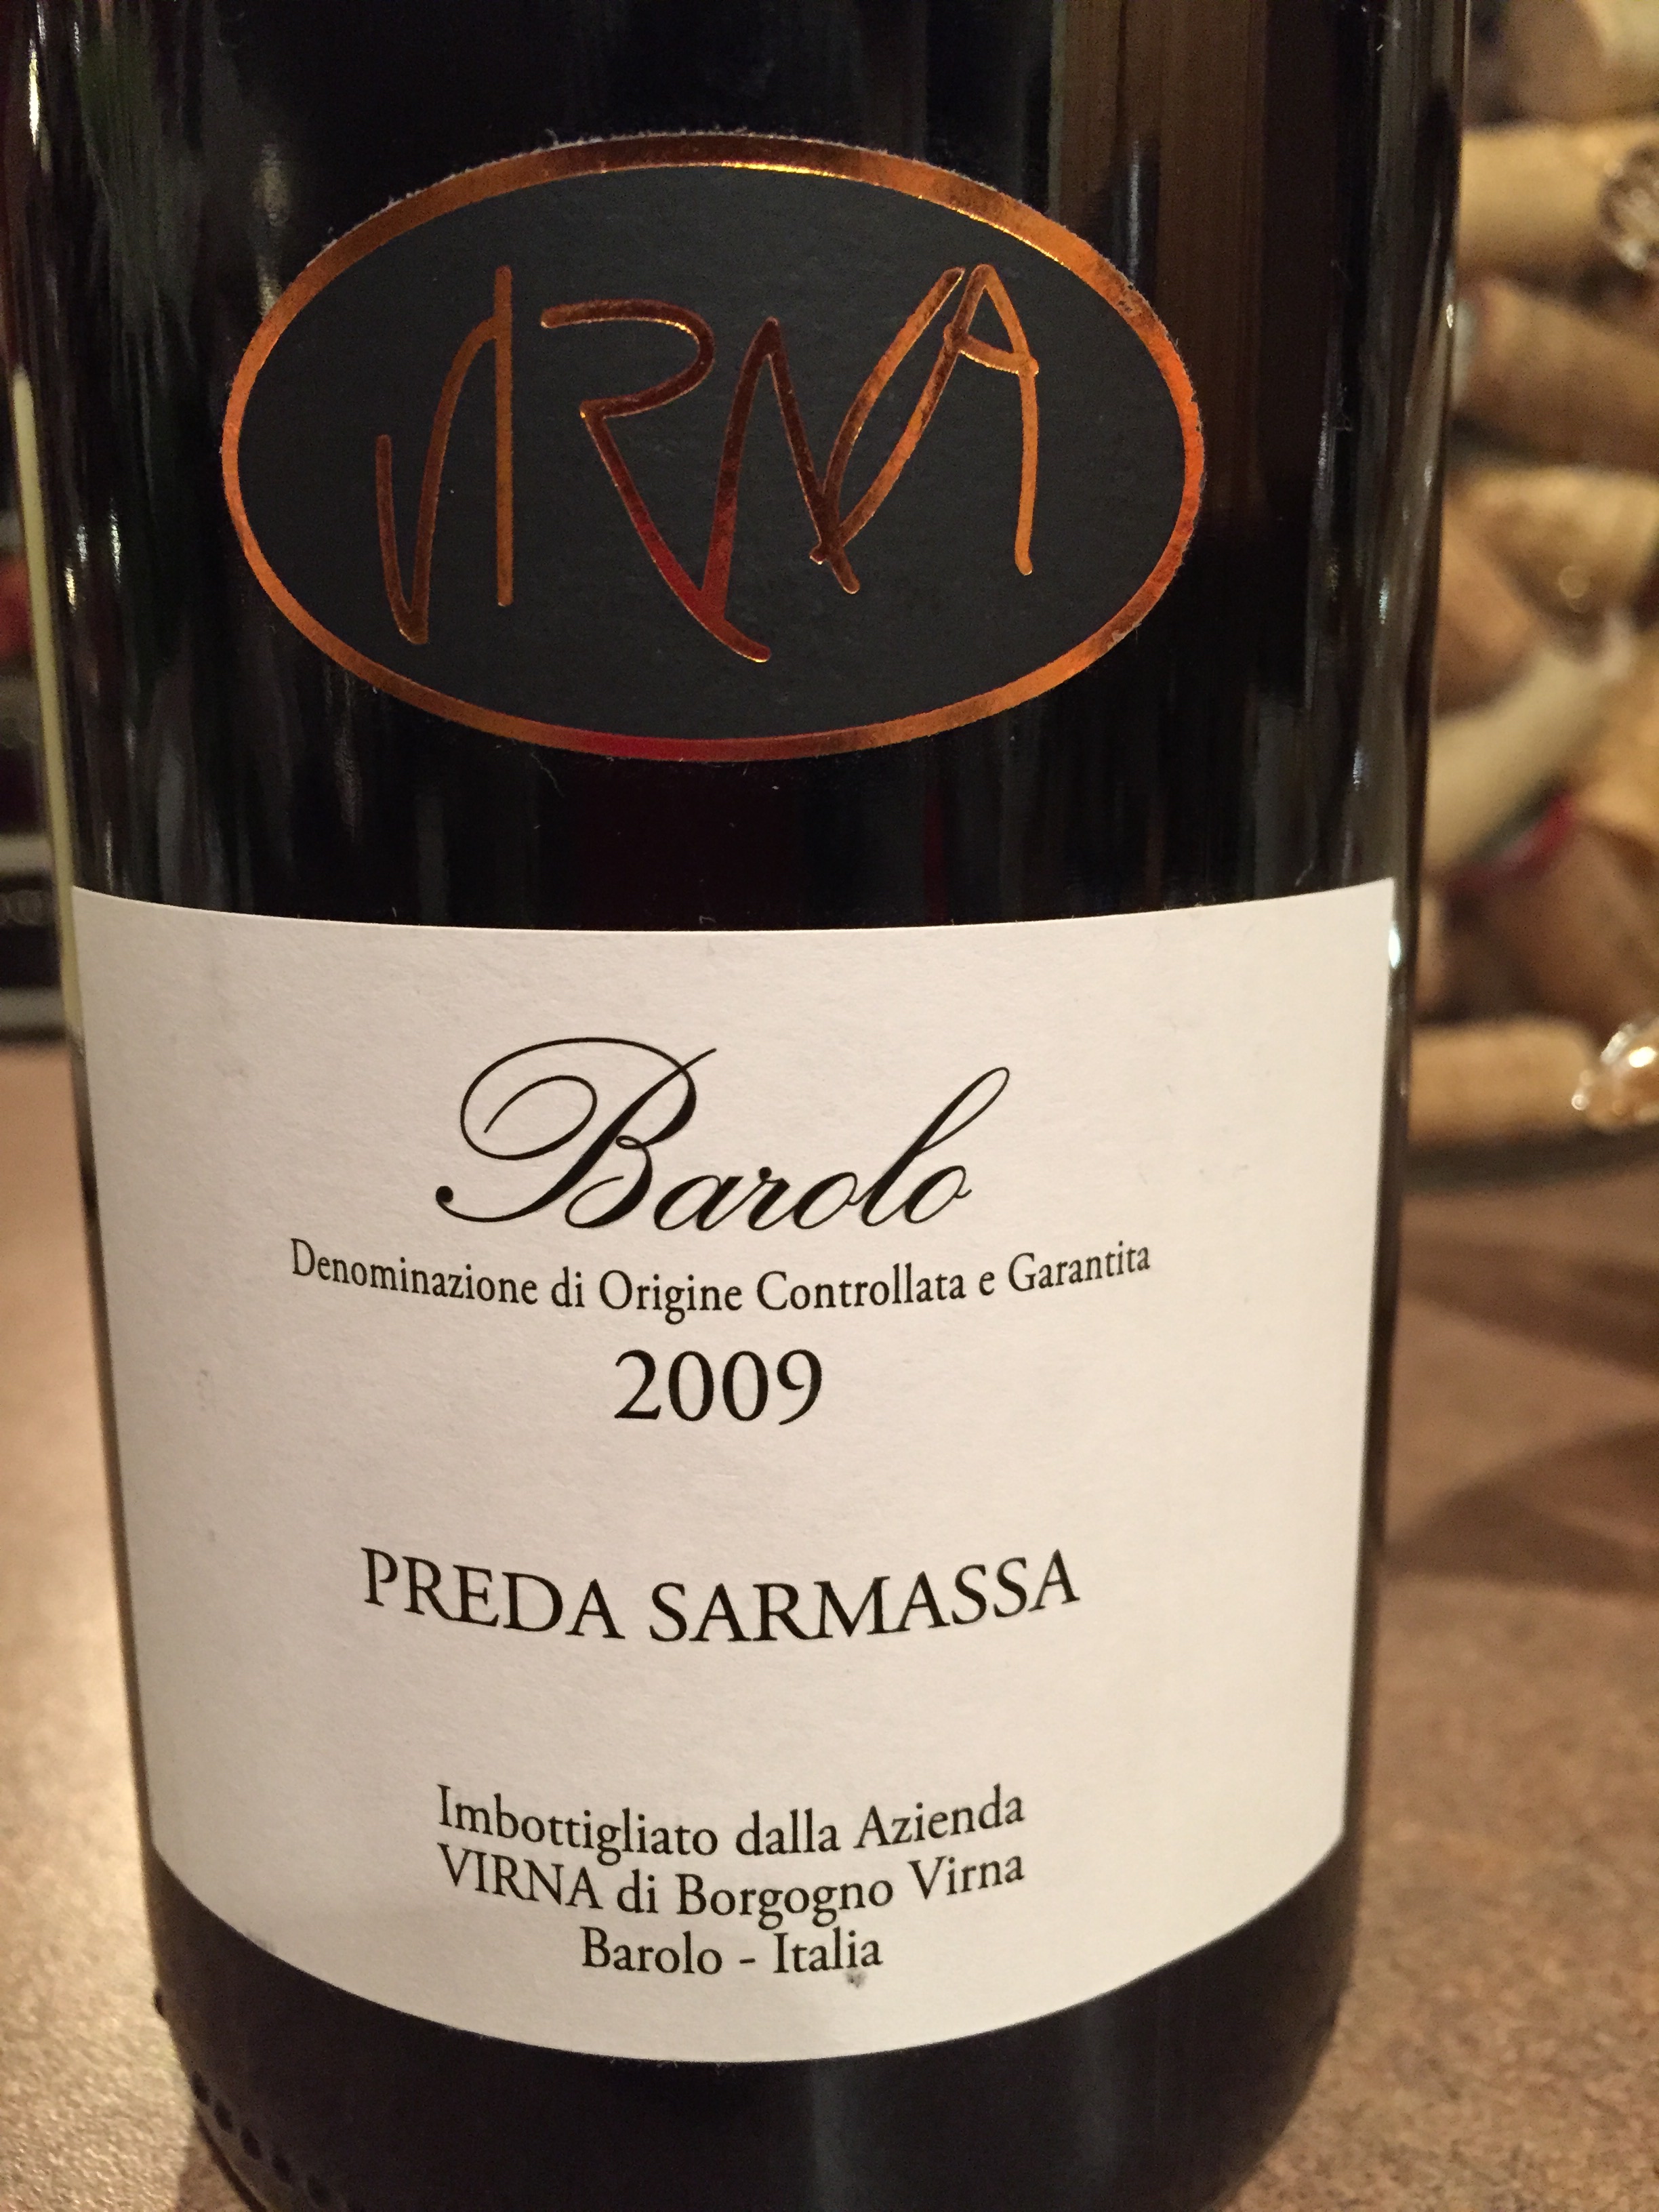 VIRNA
Barolo
Denominazione di Origine Controllata e Garantita
2009
PREDA SARMASSA
Imbottigliato dalla Azienda
VIRNA di Borgogno Virna
Barolo - Italia